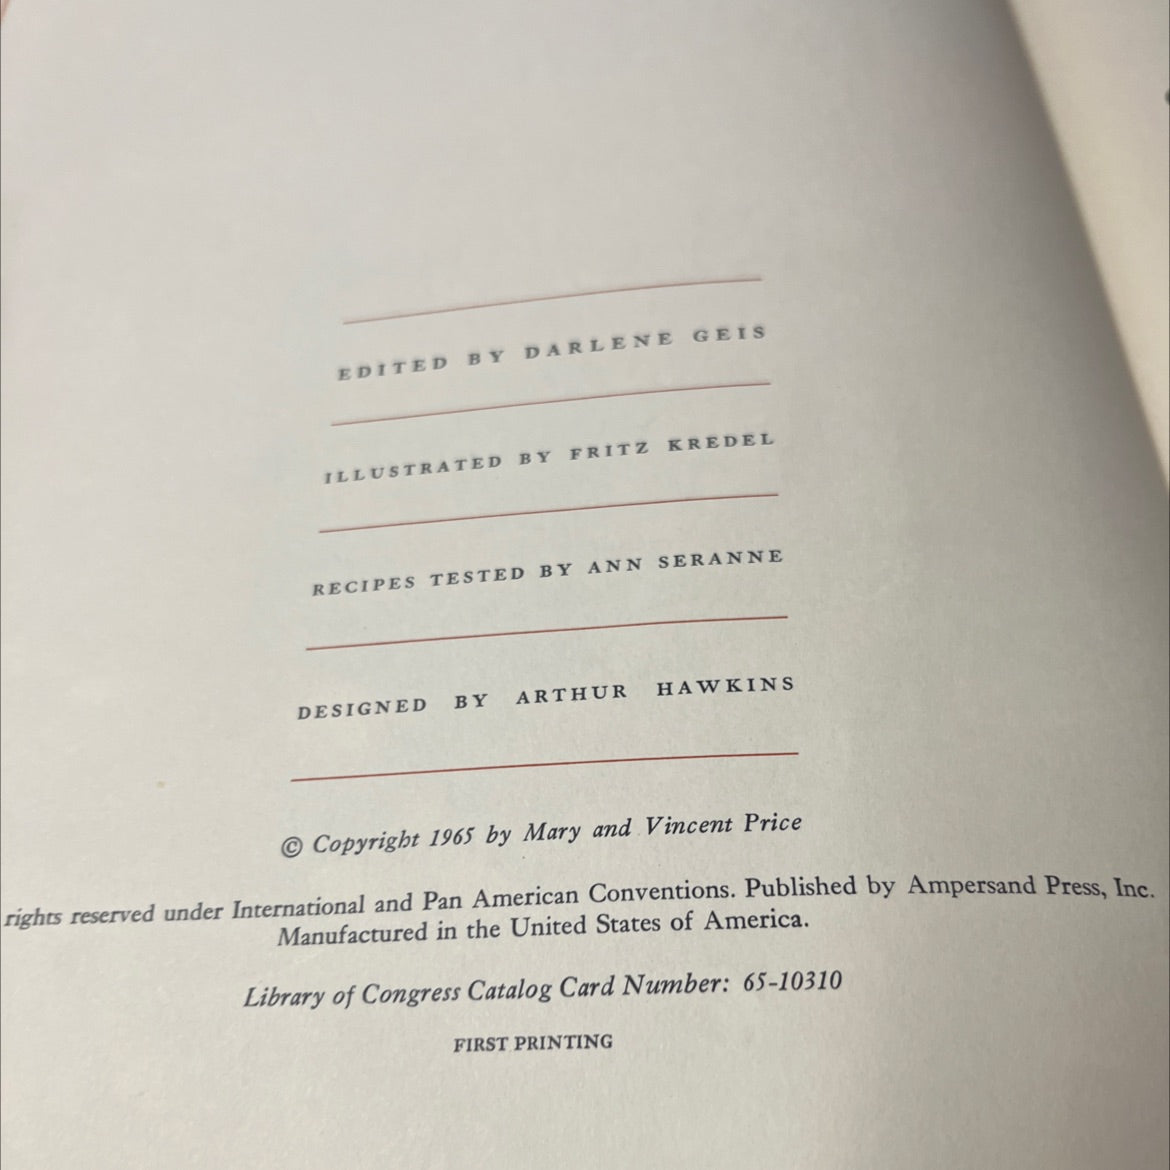 EDITED BY DARLENE GEIS
ILLUSTRATED BY FRITZ KREDEL
RECIPES TESTED BY ANN SERANNE
DESIGNED BY ARTHUR HAWKINS
© Copyright 1965 by Mary and Vincent Price
rights reserved under International and Pan American Conventions. Published by Ampersand Press, Inc.
Manufactured in the United States of America.
Library of Congress Catalog Card Number: 65-10310
FIRST PRINTING